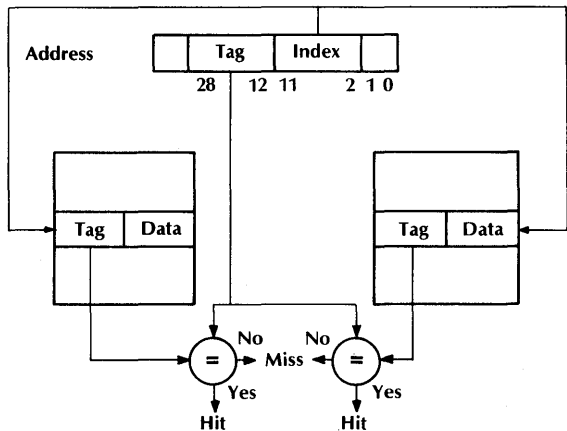 Address Tag Index
28 12 11 2 1 0
Tag Data Tag Data
No No
= Miss =
Yes Yes
Hit Hit